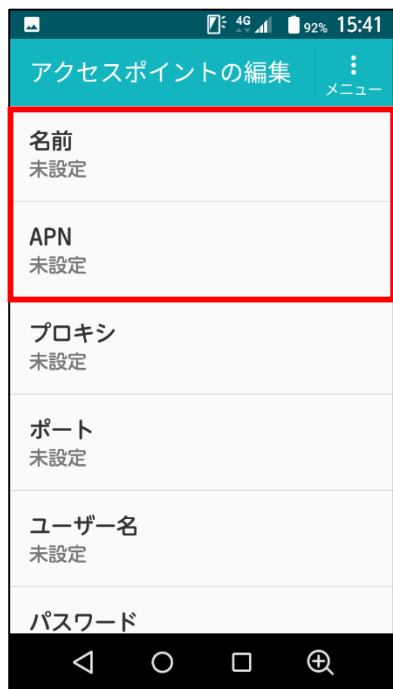 4G 92% 15:41
アクセスポイントの編集
メニュー
名前
未設定
APN
未設定
プロキシ
未設定
ポート
未設定
ユーザー名
未設定
パスワード